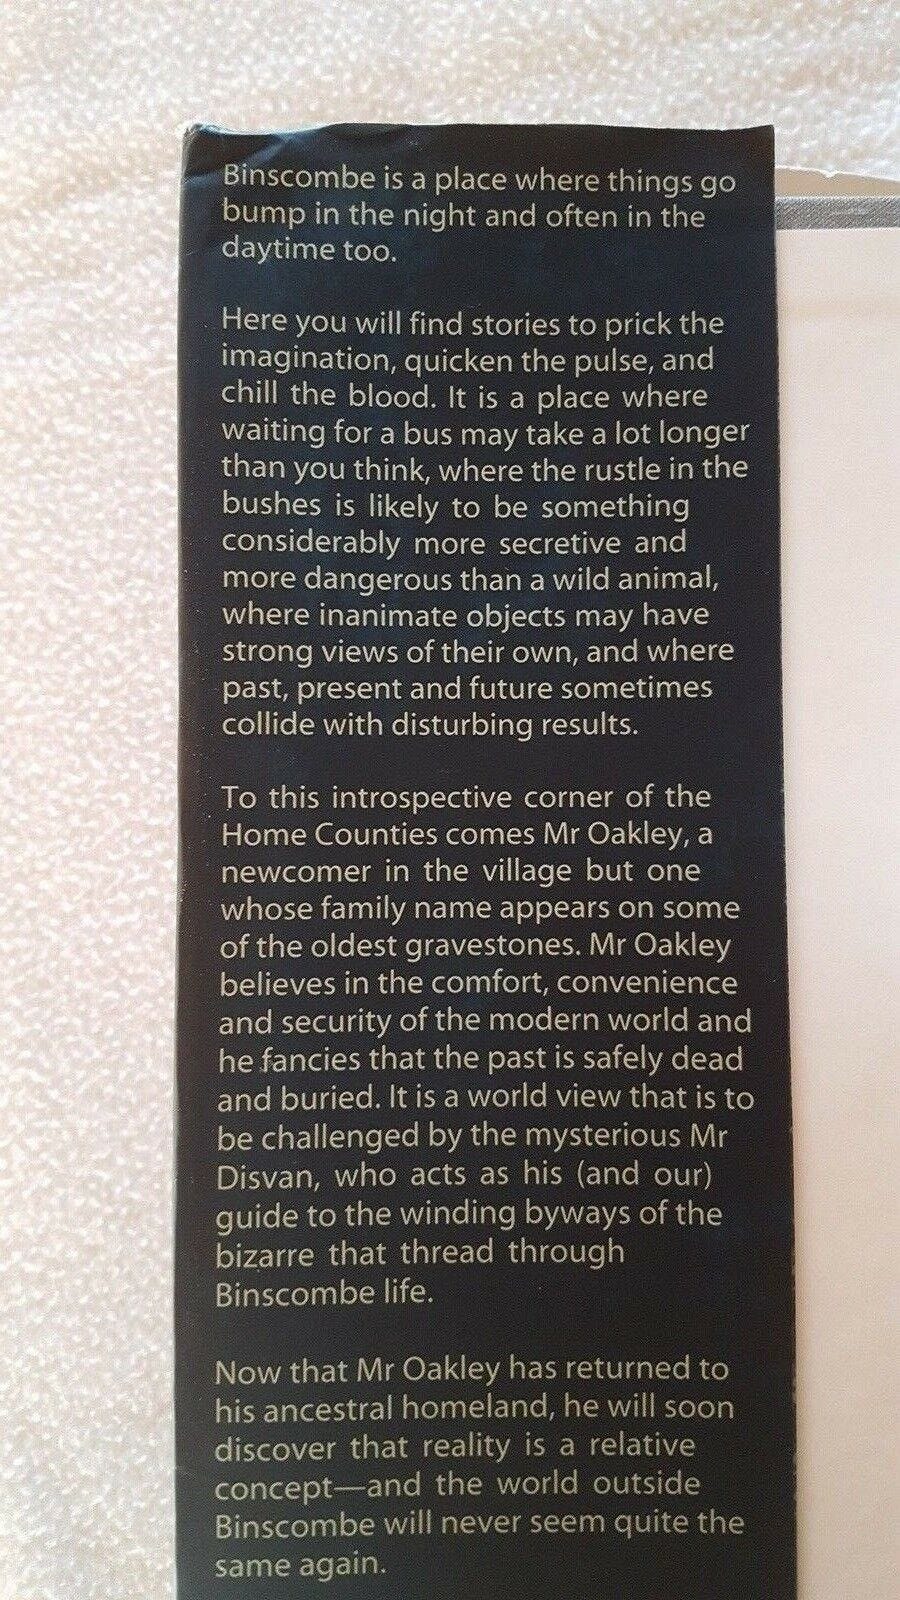 Binscombe is a place where things go
bump in the night and often in the
daytime too.
Here you will find stories to prick the
imagination, quicken the pulse, and
chill the blood. It is a place where
waiting for a bus may take a lot longer
than you think, where the rustle in the
bushes is likely to be something
considerably more secretive and
more dangerous than a wild animal,
where inanimate objects may have
strong views of their own, and where
past, present and future sometimes
collide with disturbing results.
To this introspective corner of the
Home Counties comes Mr Oakley, a
newcomer in the village but one
whose family name appears on some
of the oldest gravestones. Mr Oakley
believes in the comfort, convenience
and security of the modern world and
he fancies that the past is safely dead
and buried. It is a world view that is to
be challenged by the mysterious Mr
Disvan, who acts as his (and our)
guide to the winding byways of the
bizarre that thread through
Binscombe life.
Now that Mr Oakley has returned to
his ancestral homeland, he will soon
discover that reality is a relative
concept—and the world outside
Binscombe will never seem quite the
same again.